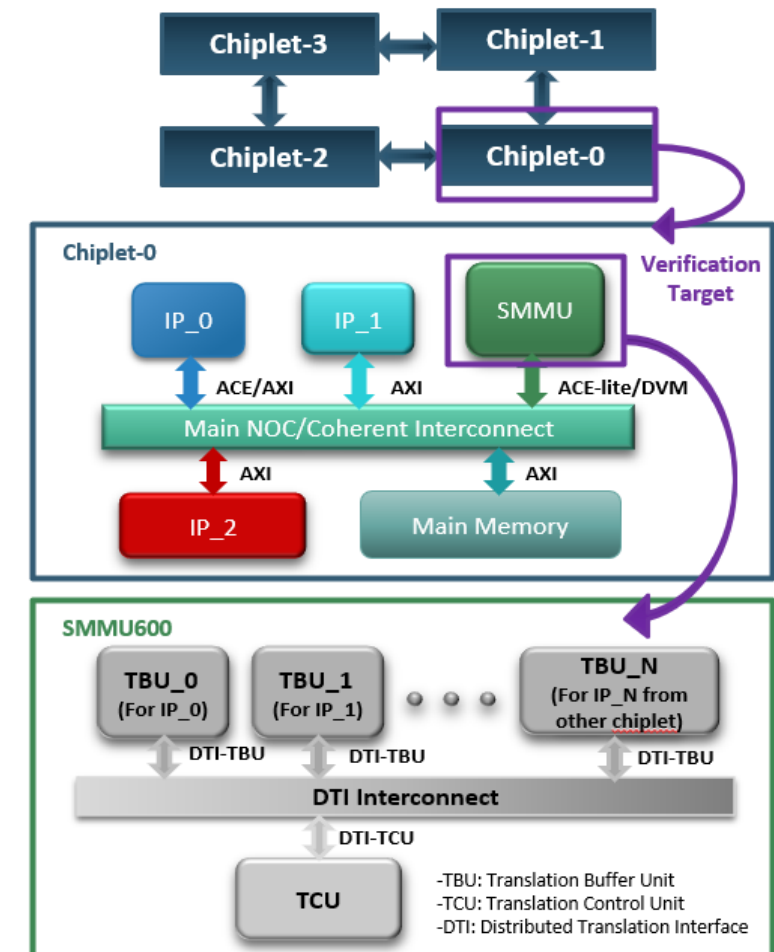 Chiplet-3
Chiplet-1
Chiplet-2
Chiplet-0
Chiplet-0
Verification
Target
IP_0
IP_1
SMMU
ACE/AXI
AXI
ACE-lite/DVM
Main NOC/Coherent Interconnect
AXI
AXI
IP_2
Main Memory
SMMU600
TBU_0
(For IP_0)
TBU_1
(For IP_1)
TBU_N
(For IP_N from
other chiplet)
DTI-TBU
DTI-TBU
DTI-TBU
DTI Interconnect
DTI-TCU
TCU
-TBU: Translation Buffer Unit
-TCU: Translation Control Unit
-DTI: Distributed Translation Interface